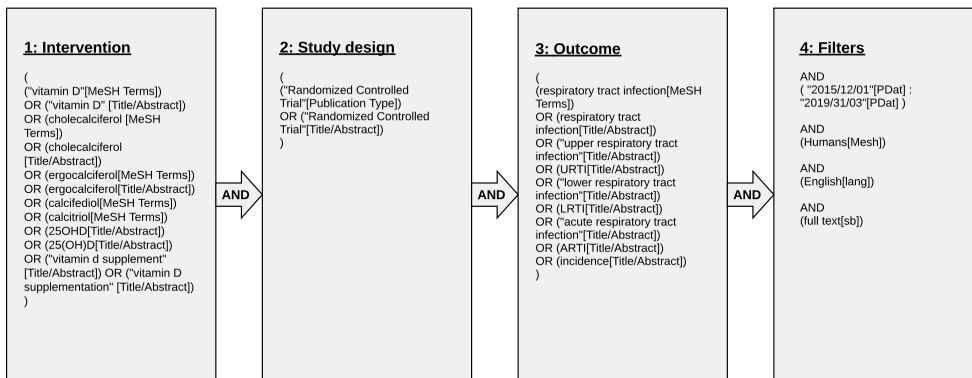 1: Intervention
(
("vitamin D"[MeSH Terms])
OR ("vitamin D" [Title/Abstract])
OR (cholecalciferol [MeSH
Terms])
OR (cholecalciferol
[Title/Abstract])
OR (ergocalciferol[MeSH Terms])
OR (ergocalciferol[Title/Abstract])
OR (calcifediol[MeSH Terms])
OR (calcitriol[MeSH Terms])
OR (25OHD[Title/Abstract])
OR (25(OH)D[Title/Abstract])
OR ("vitamin d supplement"
[Title/Abstract]) OR ("vitamin D
supplementation" [Title/Abstract])
)
AND
2: Study design
(
("Randomized Controlled
Trial"[Publication Type])
OR ("Randomized Controlled
Trial"[Title/Abstract])
)
AND
3: Outcome
(
(respiratory tract infection[MeSH
Terms])
OR (respiratory tract
infection[Title/Abstract])
OR ("upper respiratory tract
infection"[Title/Abstract])
OR (URTI[Title/Abstract])
OR ("lower respiratory tract
infection"[Title/Abstract])
OR (LRTI[Title/Abstract])
OR ("acute respiratory tract
infection"[Title/Abstract])
OR (ARTI[Title/Abstract])
OR (incidence[Title/Abstract])
)
AND
4: Filters
AND
( "2015/12/01"[PDat] :
"2019/31/03"[PDat] )
AND
(Humans[Mesh])
AND
(English[lang])
AND
(full text[sb])